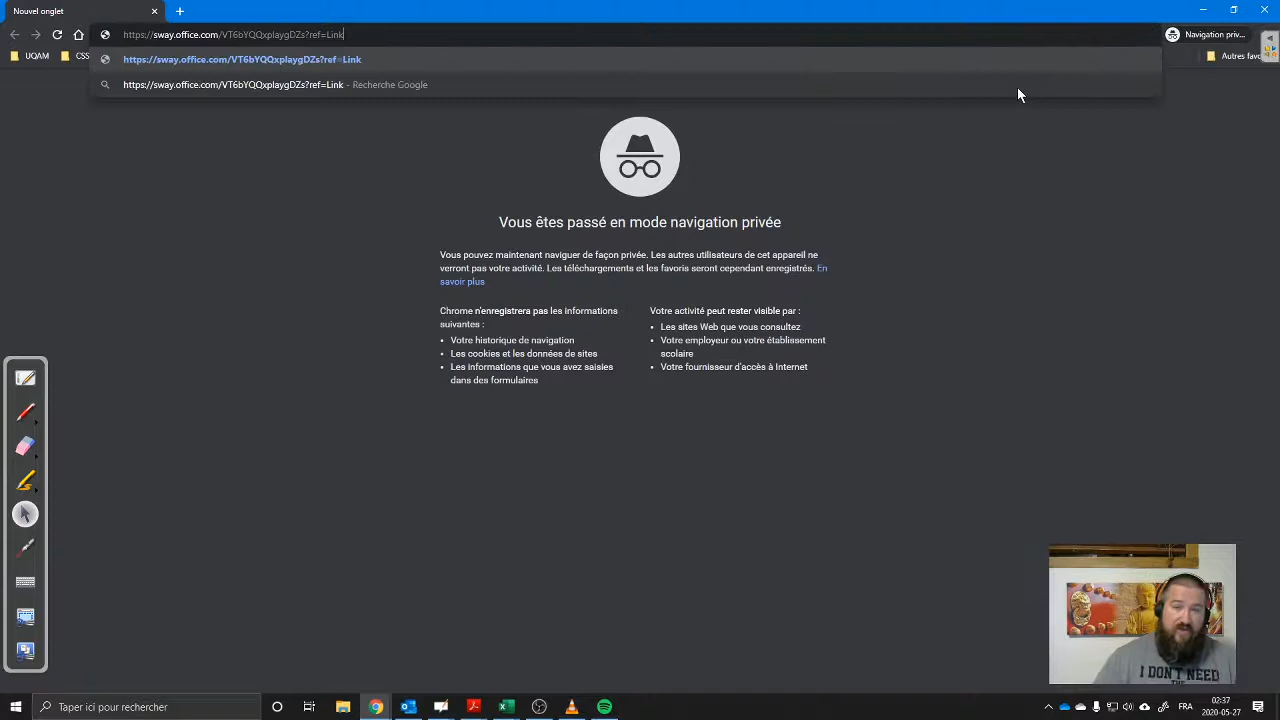 Nouvel onglet
https://sway.office.com/VT6bYQQxpIaygDZs?ref=Link
Navigation priv...
UQAM
CSS
https://sway.office.com/VT6bYQQxpIaygDZs?ref=Link
Autres favo
https://sway.office.com/VT6bYQQxpIaygDZs?ref=Link - Recherche Google
Vous êtes passé en mode navigation privée
Vous pouvez maintenant naviguer de façon privée. Les autres utilisateurs de cet appareil ne
verront pas votre activité. Les téléchargements et les favoris seront cependant enregistrés. En
savoir plus
Chrome n'enregistrera pas les informations
suivantes :
• Votre historique de navigation
• Les cookies et les données de sites
• Les informations que vous avez saisies
dans des formulaires
Votre activité peut rester visible par :
• Les sites Web que vous consultez
• Votre employeur ou votre établissement
scolaire
• Votre fournisseur d'accès à Internet
I DON'T NEED
THE
Taper ici pour rechercher
FRA
02:37
2020-05-27